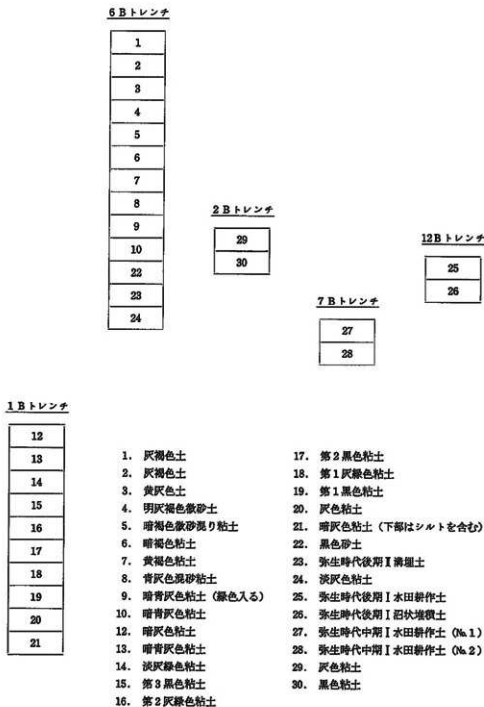 6Bトレンチ
1
2
3
4
5
6
7
8
9
10
22
23
24
2Bトレンチ
29
30
12Bトレンチ
25
26
7Bトレンチ
27
28
1Bトレンチ
12
13
14
15
16
17
18
19
20
21
1. 灰褐色土
2. 灰褐色土
3. 黄灰色土
4. 明灰褐色微砂土
5. 暗褐色微砂混り粘土
6. 暗褐色粘土
7. 黄褐色粘土
8. 青灰色混砂粘土
9. 暗青灰色粘土（緑色入る）
10. 暗青灰色粘土
12. 暗灰色粘土
13. 暗青灰色粘土
14. 淡灰緑色粘土
15. 第3黒色粘土
16. 第2灰緑色粘土
17. 第2黒色粘土
18. 第1灰緑色粘土
19. 第1黒色粘土
20. 灰色粘土
21. 暗灰色粘土（下部はシルトを含む）
22. 黒色砂土
23. 弥生時代後期Ⅰ溝埋土
24. 淡灰色粘土
25. 弥生時代後期Ⅰ水田耕作土
26. 弥生時代後期Ⅰ沼状堆積土
27. 弥生時代中期Ⅰ水田耕作土（№1）
28. 弥生時代中期Ⅰ水田耕作土（№2）
29. 灰色粘土
30. 黒色粘土